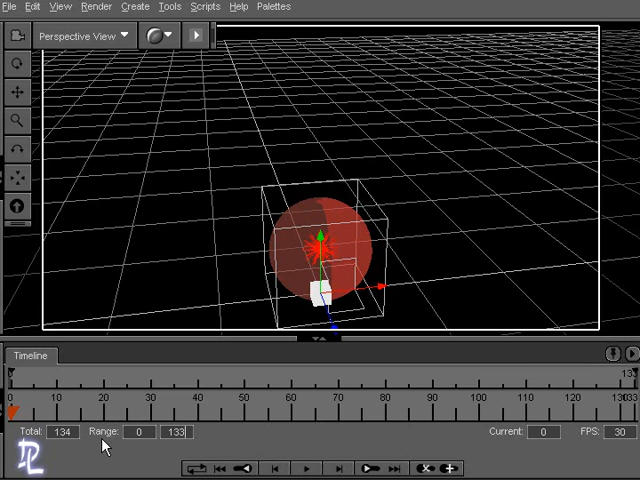 File Edit View Render Create Tools Scripts Help Palettes
Perspective View
Timeline
133
0 10 20 30 40 50 60 70 80 90 100 110 120
Total: 134 Range: 0 133 Current: 0 FPS: 30
DL